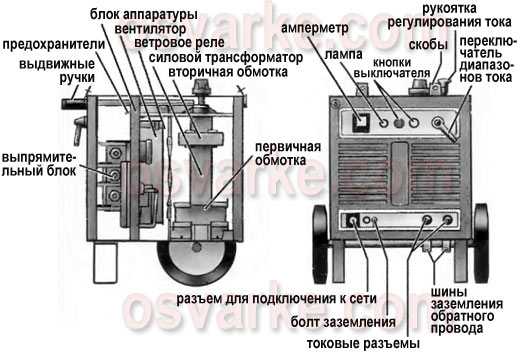 блок аппаратуры
вентилятор
ветровое реле
предохранители
силовой трансформатор
вторичная обмотка
выдвижные
ручки
первичная
обмотка
выпрямите-
льный блок
рукоятка
регулирования тока
амперметр
лампа
скобы
кнопки
выключателя
переклю-
чатель
диапазо-
нов тока
разъем для подключения к сети
болт заземления
токовые разъемы
шины
заземления
обратного
провода
osvarke.com
osvarke.com
osvarke.com